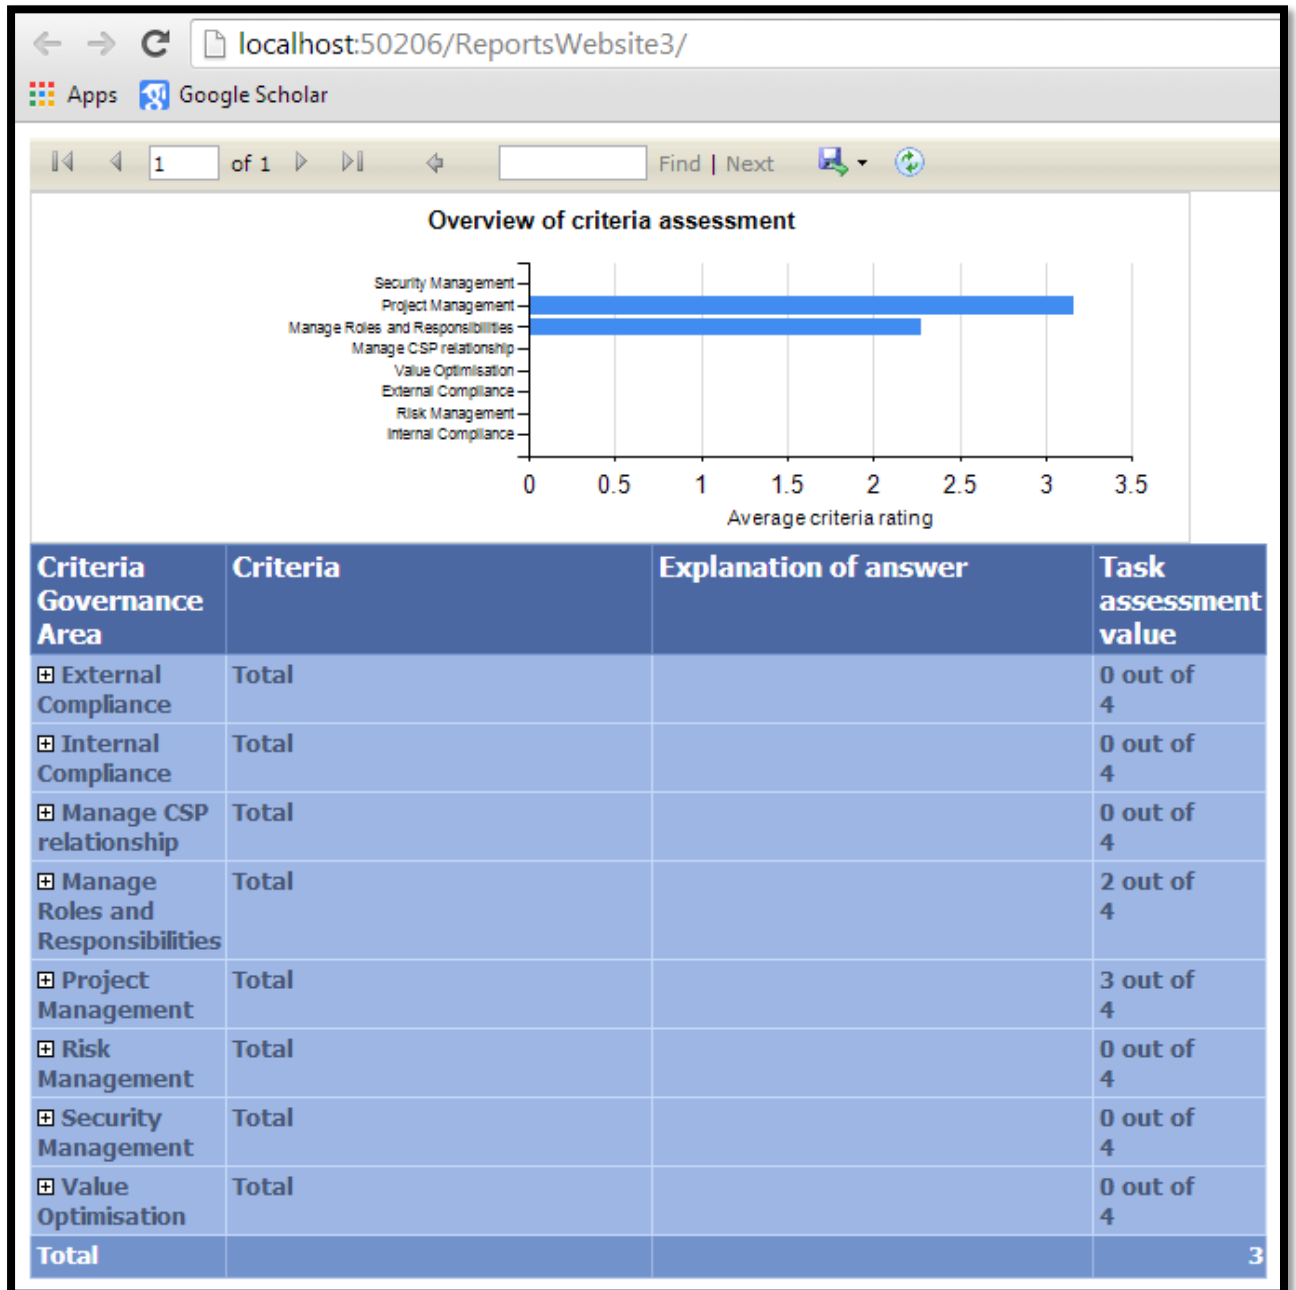 localhost:50206/ReportsWebsite3/
Apps Google Scholar
1 of 1 Find | Next
Overview of criteria assessment
Security Management
Project Management
Manage Roles and Responsibilities
Manage CSP relationship
Value Optimisation
External Compliance
Risk Management
Internal Compliance
0 0.5 1 1.5 2 2.5 3 3.5
Average criteria rating
Criteria Governance Area Criteria Explanation of answer Task assessment value
External Compliance Total 0 out of 4
Internal Compliance Total 0 out of 4
Manage CSP relationship Total 0 out of 4
Manage Roles and Responsibilities Total 2 out of 4
Project Management Total 3 out of 4
Risk Management Total 0 out of 4
Security Management Total 0 out of 4
Value Optimisation Total 0 out of 4
Total 3